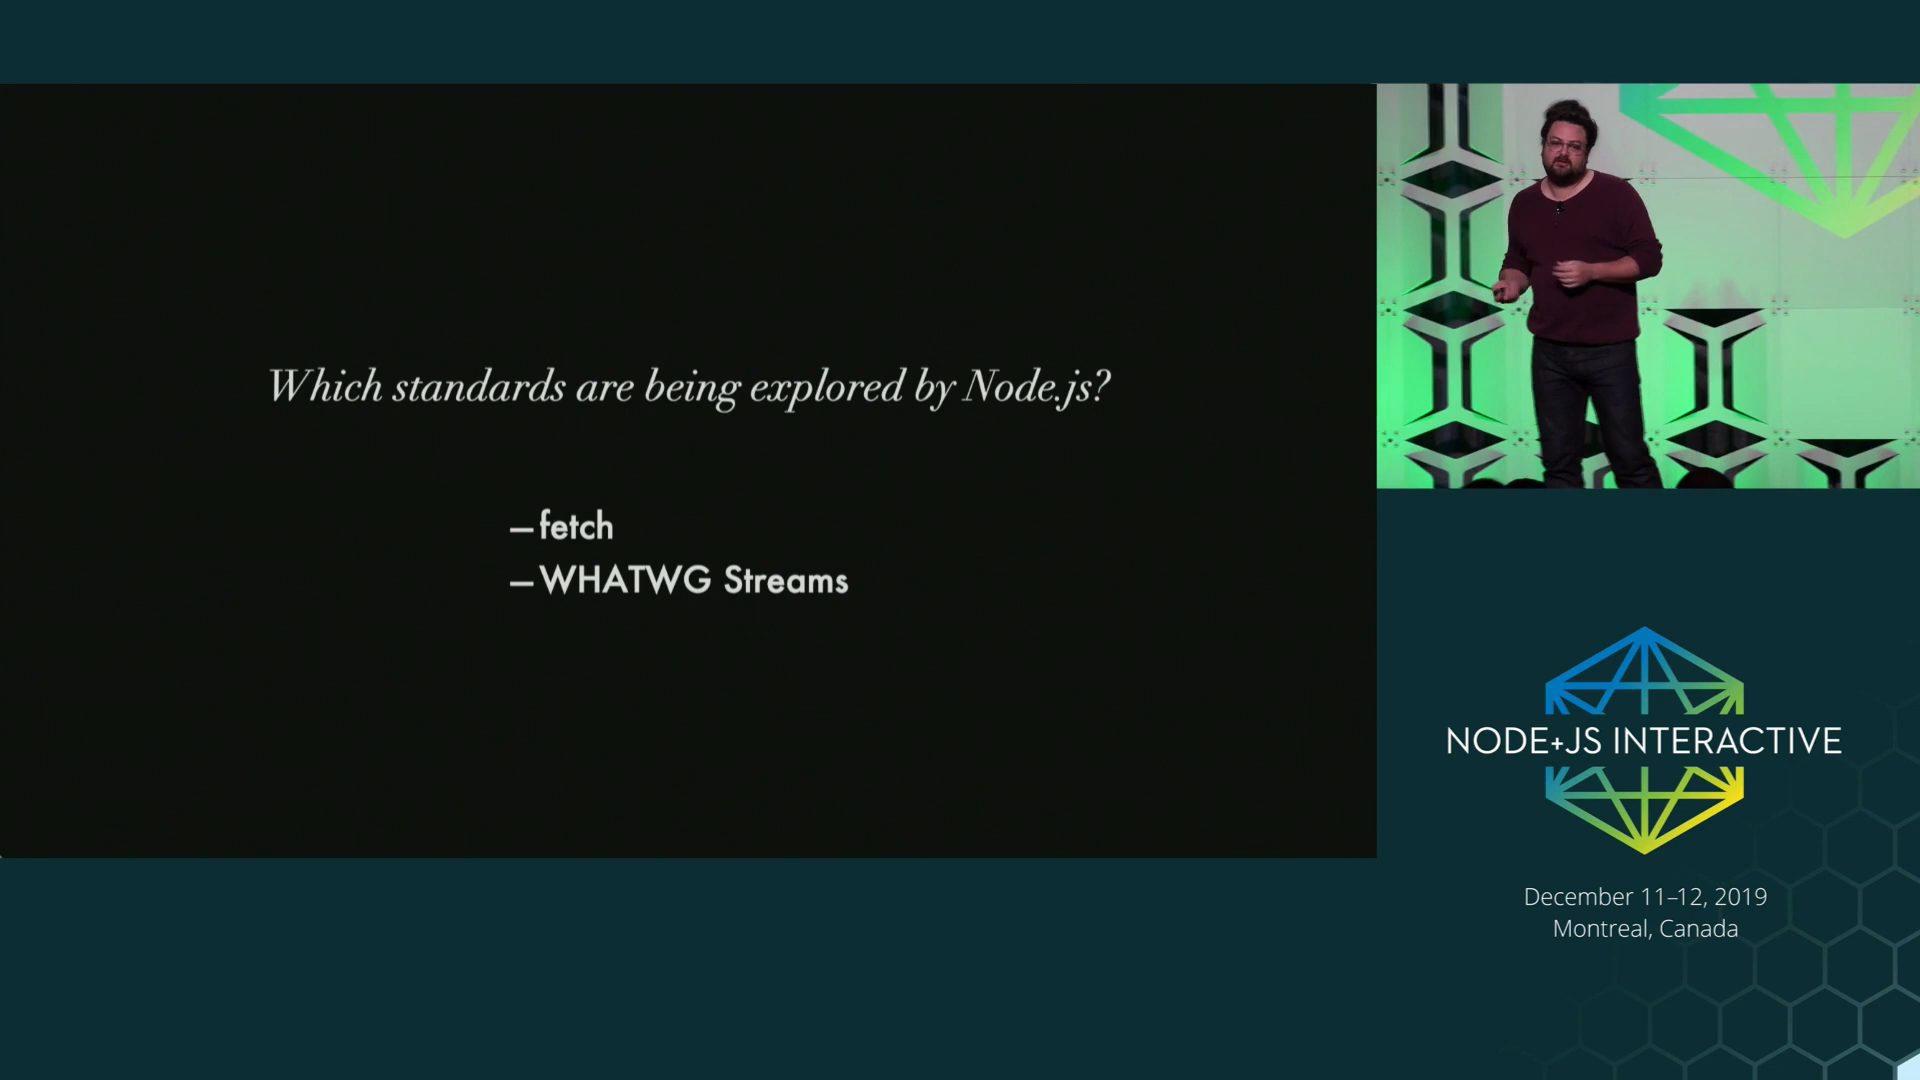 Which standards are being explored by Node.js?
—fetch
—WHATWG Streams
NODE+JS INTERACTIVE
December 11–12, 2019
Montreal, Canada